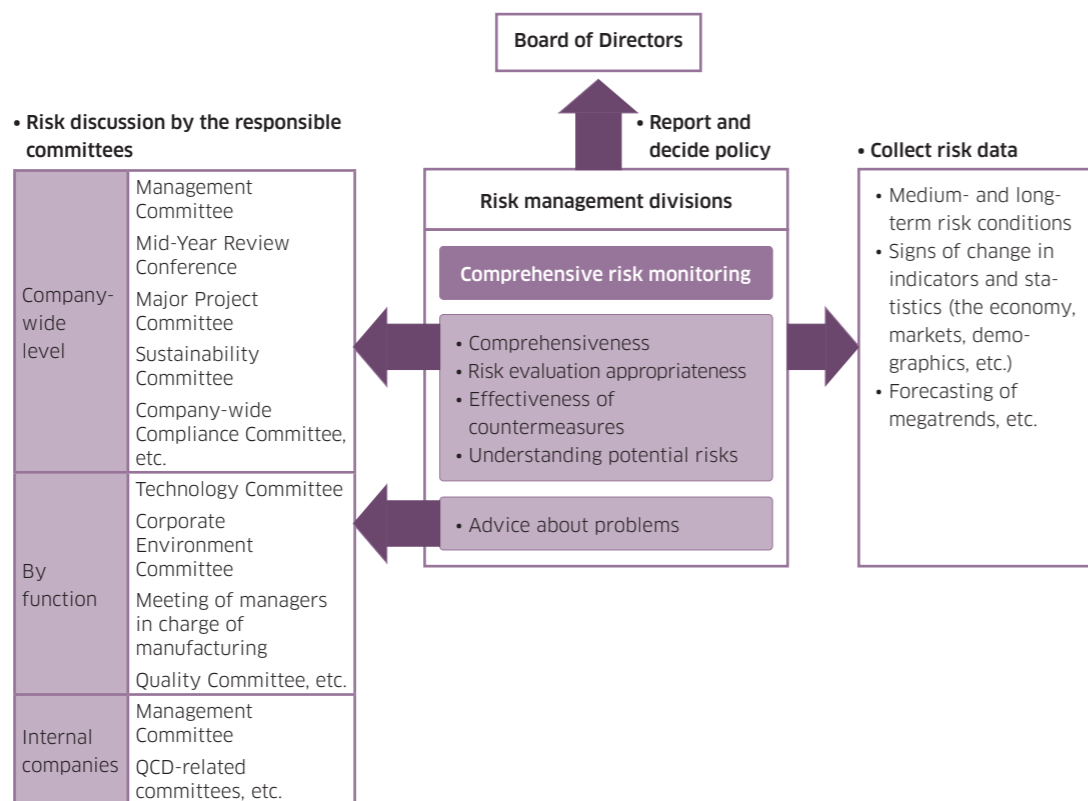 Board of Directors
• Report and
decide policy
• Risk discussion by the responsible
committees
Company-
wide
level
Management
Committee
Mid-Year Review
Conference
Major Project
Committee
Sustainability
Committee
Company-wide
Compliance Committee,
etc.
By
function
Technology Committee
Corporate
Environment
Committee
Meeting of managers
in charge of
manufacturing
Quality Committee, etc.
Internal
companies
Management
Committee
QCD-related
committees, etc.
Risk management divisions
Comprehensive risk monitoring
• Comprehensiveness
• Risk evaluation appropriateness
• Effectiveness of
countermeasures
• Understanding potential risks
• Advice about problems
• Collect risk data
• Medium- and long-
term risk conditions
• Signs of change in
indicators and sta-
tistics (the economy,
markets, demo-
graphics, etc.)
• Forecasting of
megatrends, etc.